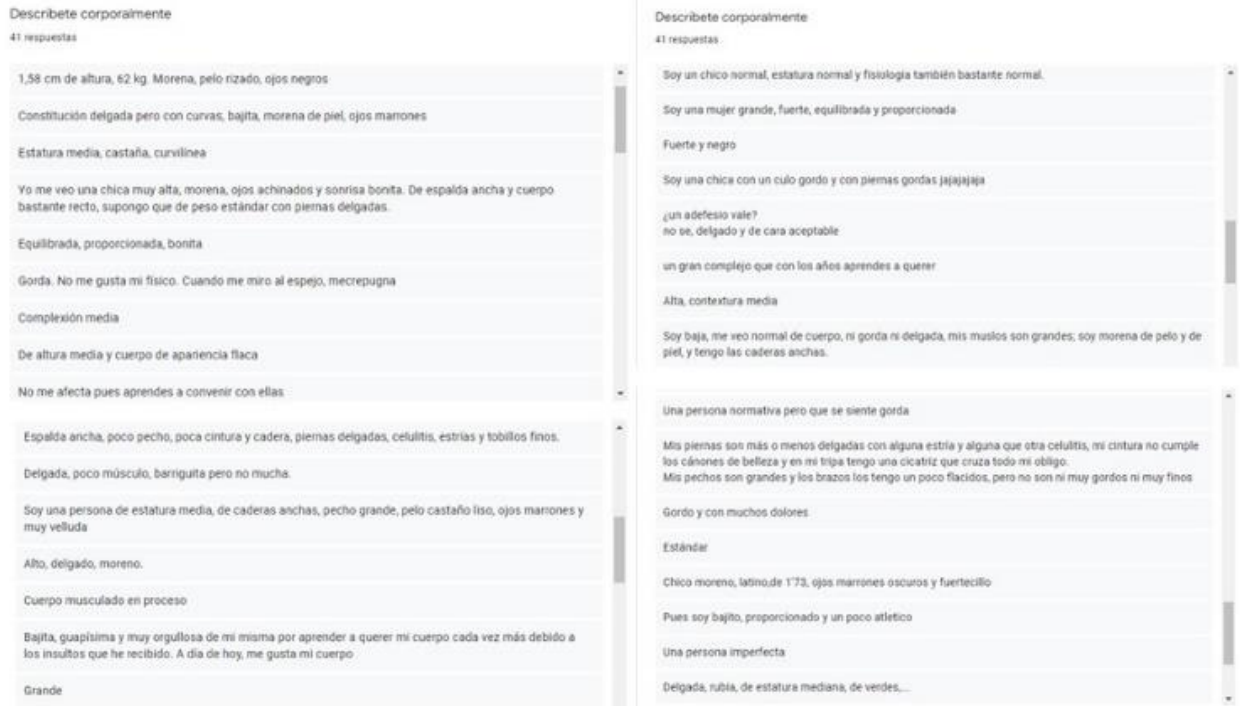 Describete corporalmente
41 respuestas
1,58 cm de altura, 62 kg. Morena, pelo rizado, ojos negros
Constitución delgada pero con curvas, bajita, morena de piel, ojos marrones
Estatura media, castaña, curvilínea
Yo me veo una chica muy alta, morena, ojos achinados y sonrisa bonita. De espalda ancha y cuerpo
bastante recto, supongo que de peso estándar con piernas delgadas.
Equilibrada, proporcionada, bonita
Gorda. No me gusta mi físico. Cuando me miro al espejo, mecrepugna
Complexión media
De altura media y cuerpo de apariencia flaca
No me afecta pues aprendes a convenir con ellas
Espalda ancha, poco pecho, poca cintura y cadera, piernas delgadas, celulitis, estrías y tobillos finos.
Delgada, poco músculo, barriguita pero no mucha.
Soy una persona de estatura media, de caderas anchas, pecho grande, pelo castaño liso, ojos marrones y
muy velluda
Alto, delgado, moreno.
Cuerpo musculado en proceso
Bajita, guapísima y muy orgullosa de mi misma por aprender a querer mi cuerpo cada vez más debido a
los insultos que he recibido. A día de hoy, me gusta mi cuerpo
Grande
Describete corporalmente
41 respuestas
Soy un chico normal, estatura normal y fisiologia también bastante normal.
Soy una mujer grande, fuerte, equilibrada y proporcionada
Fuerte y negro
Soy una chica con un culo gordo y con piernas gordas jajajajaja
¿un adefesio vale?
no se, delgado y de cara aceptable
un gran complejo que con los años aprendes a querer
Alta, contextura media
Soy baja, me veo normal de cuerpo, ni gorda ni delgada, mis muslos son grandes; soy morena de pelo y de
piel, y tengo las caderas anchas.
Una persona normativa pero que se siente gorda
Mis piernas son más o menos delgadas con alguna estría y alguna que otra celulitis, mi cintura no cumple
los cánones de belleza y en mi tripa tengo una cicatriz que cruza todo mi obligo.
Mis pechos son grandes y los brazos los tengo un poco flacidos, pero no son ni muy gordos ni muy finos
Gordo y con muchos dolores
Estándar
Chico moreno, latino,de 1'73, ojos marrones oscuros y fuertecillo
Pues soy bajito, proporcionado y un poco atletico
Una persona imperfecta
Delgada, rubia, de estatura mediana, de verdes,...